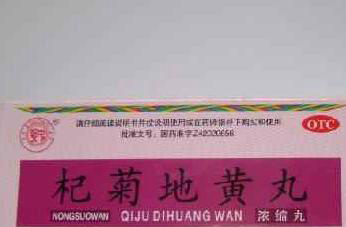 请仔细阅读说明书并按说明使用或在药师指导下购买和使用
批准文号：国药准字Z42020656
OTC
杞菊地黄丸
NONGSUOWAN QIJU DIHUANG WAN 浓缩丸